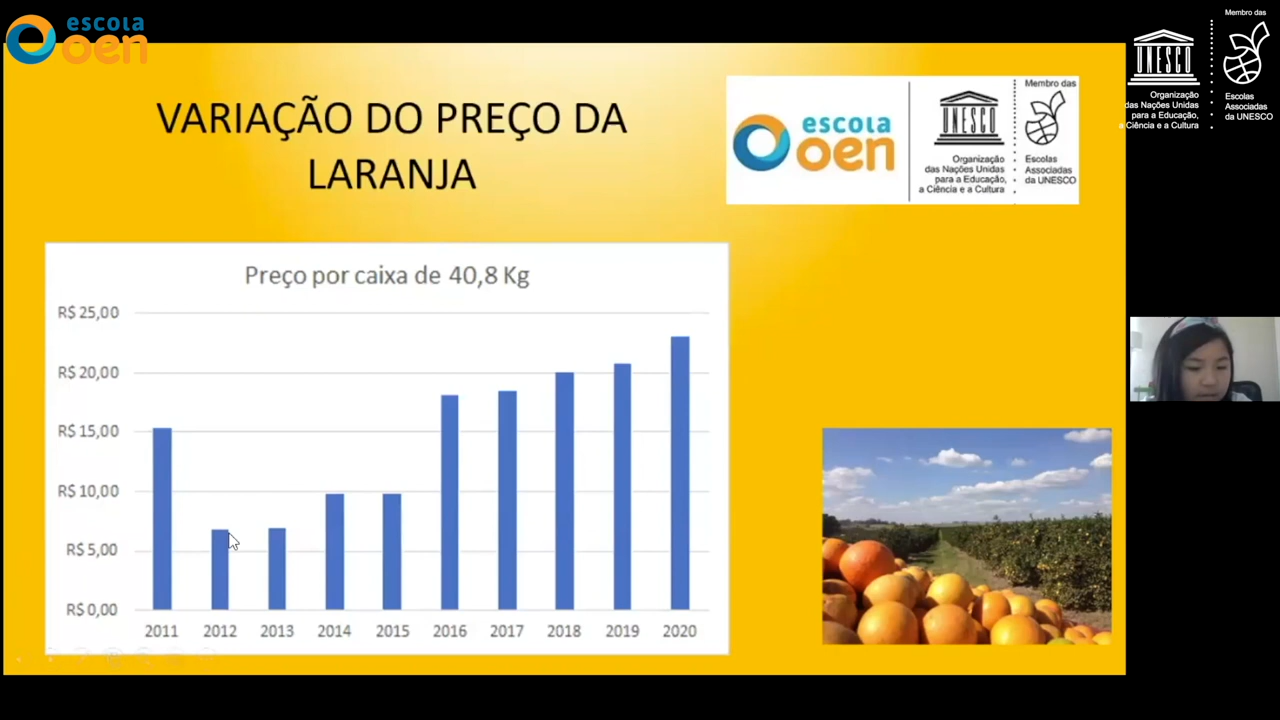 escola
oen
VARIAÇÃO DO PREÇO DA
LARANJA
escola
oen
UNESCO
Organização
das Nações Unidas
para a Educação,
a Ciência e a Cultura
Membro das
Escolas
Associadas
da UNESCO
Membro das
UNESCO
Organização
das Nações Unidas
para a Educação,
a Ciência e a Cultura
Escolas
Associadas
da UNESCO
Preço por caixa de 40,8 Kg
R$ 25,00
R$ 20,00
R$ 15,00
R$ 10,00
R$ 5,00
R$ 0,00
2011 2012 2013 2014 2015 2016 2017 2018 2019 2020